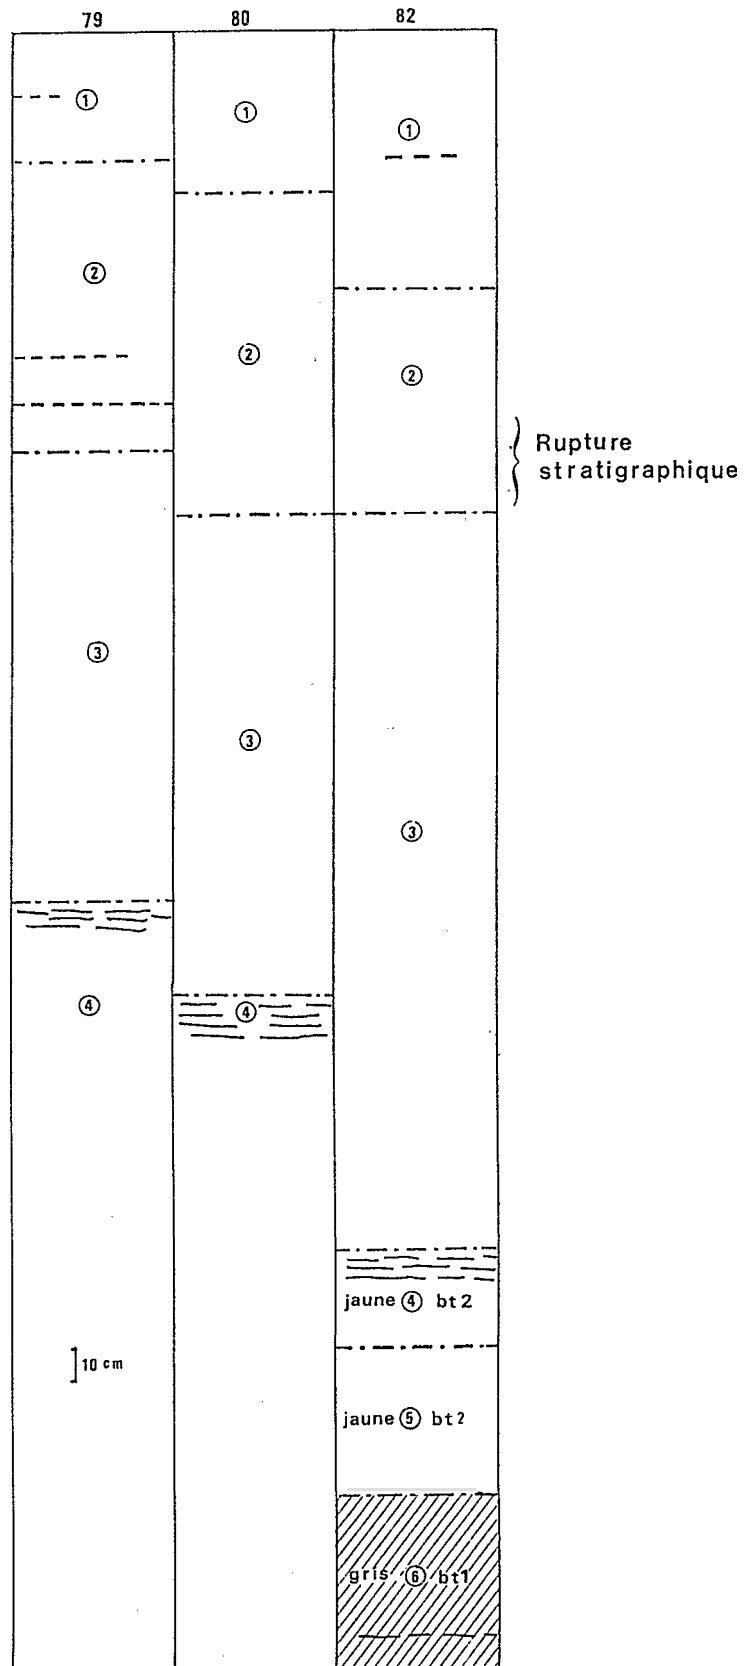 79 80 82
①
①
①
②
②
②
Rupture
stratigraphique
③
③
③
④
④
jaune ④ bt2
10 cm
jaune ⑤ bt2
gris ⑥ bt1